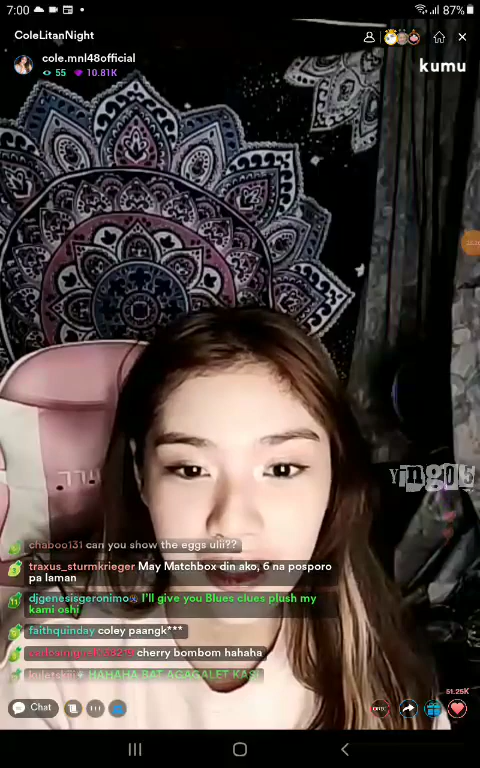 7:00
87%
ColeLitanNight
cole.mnl48official
55
10.81K
kumu
Yngo5
chaboo131 can you show the eggs ulii??
traxus_sturmkrieger May Matchbox din ako, 6 na posporo
pa laman
djgenesisgeronimo I'll give you Blues clues plush my
kami oshi
faithquinday coley paangk***
cherry bombom hahaha
HAHAHA BAT AGAGALET KASI
51.25K
Chat